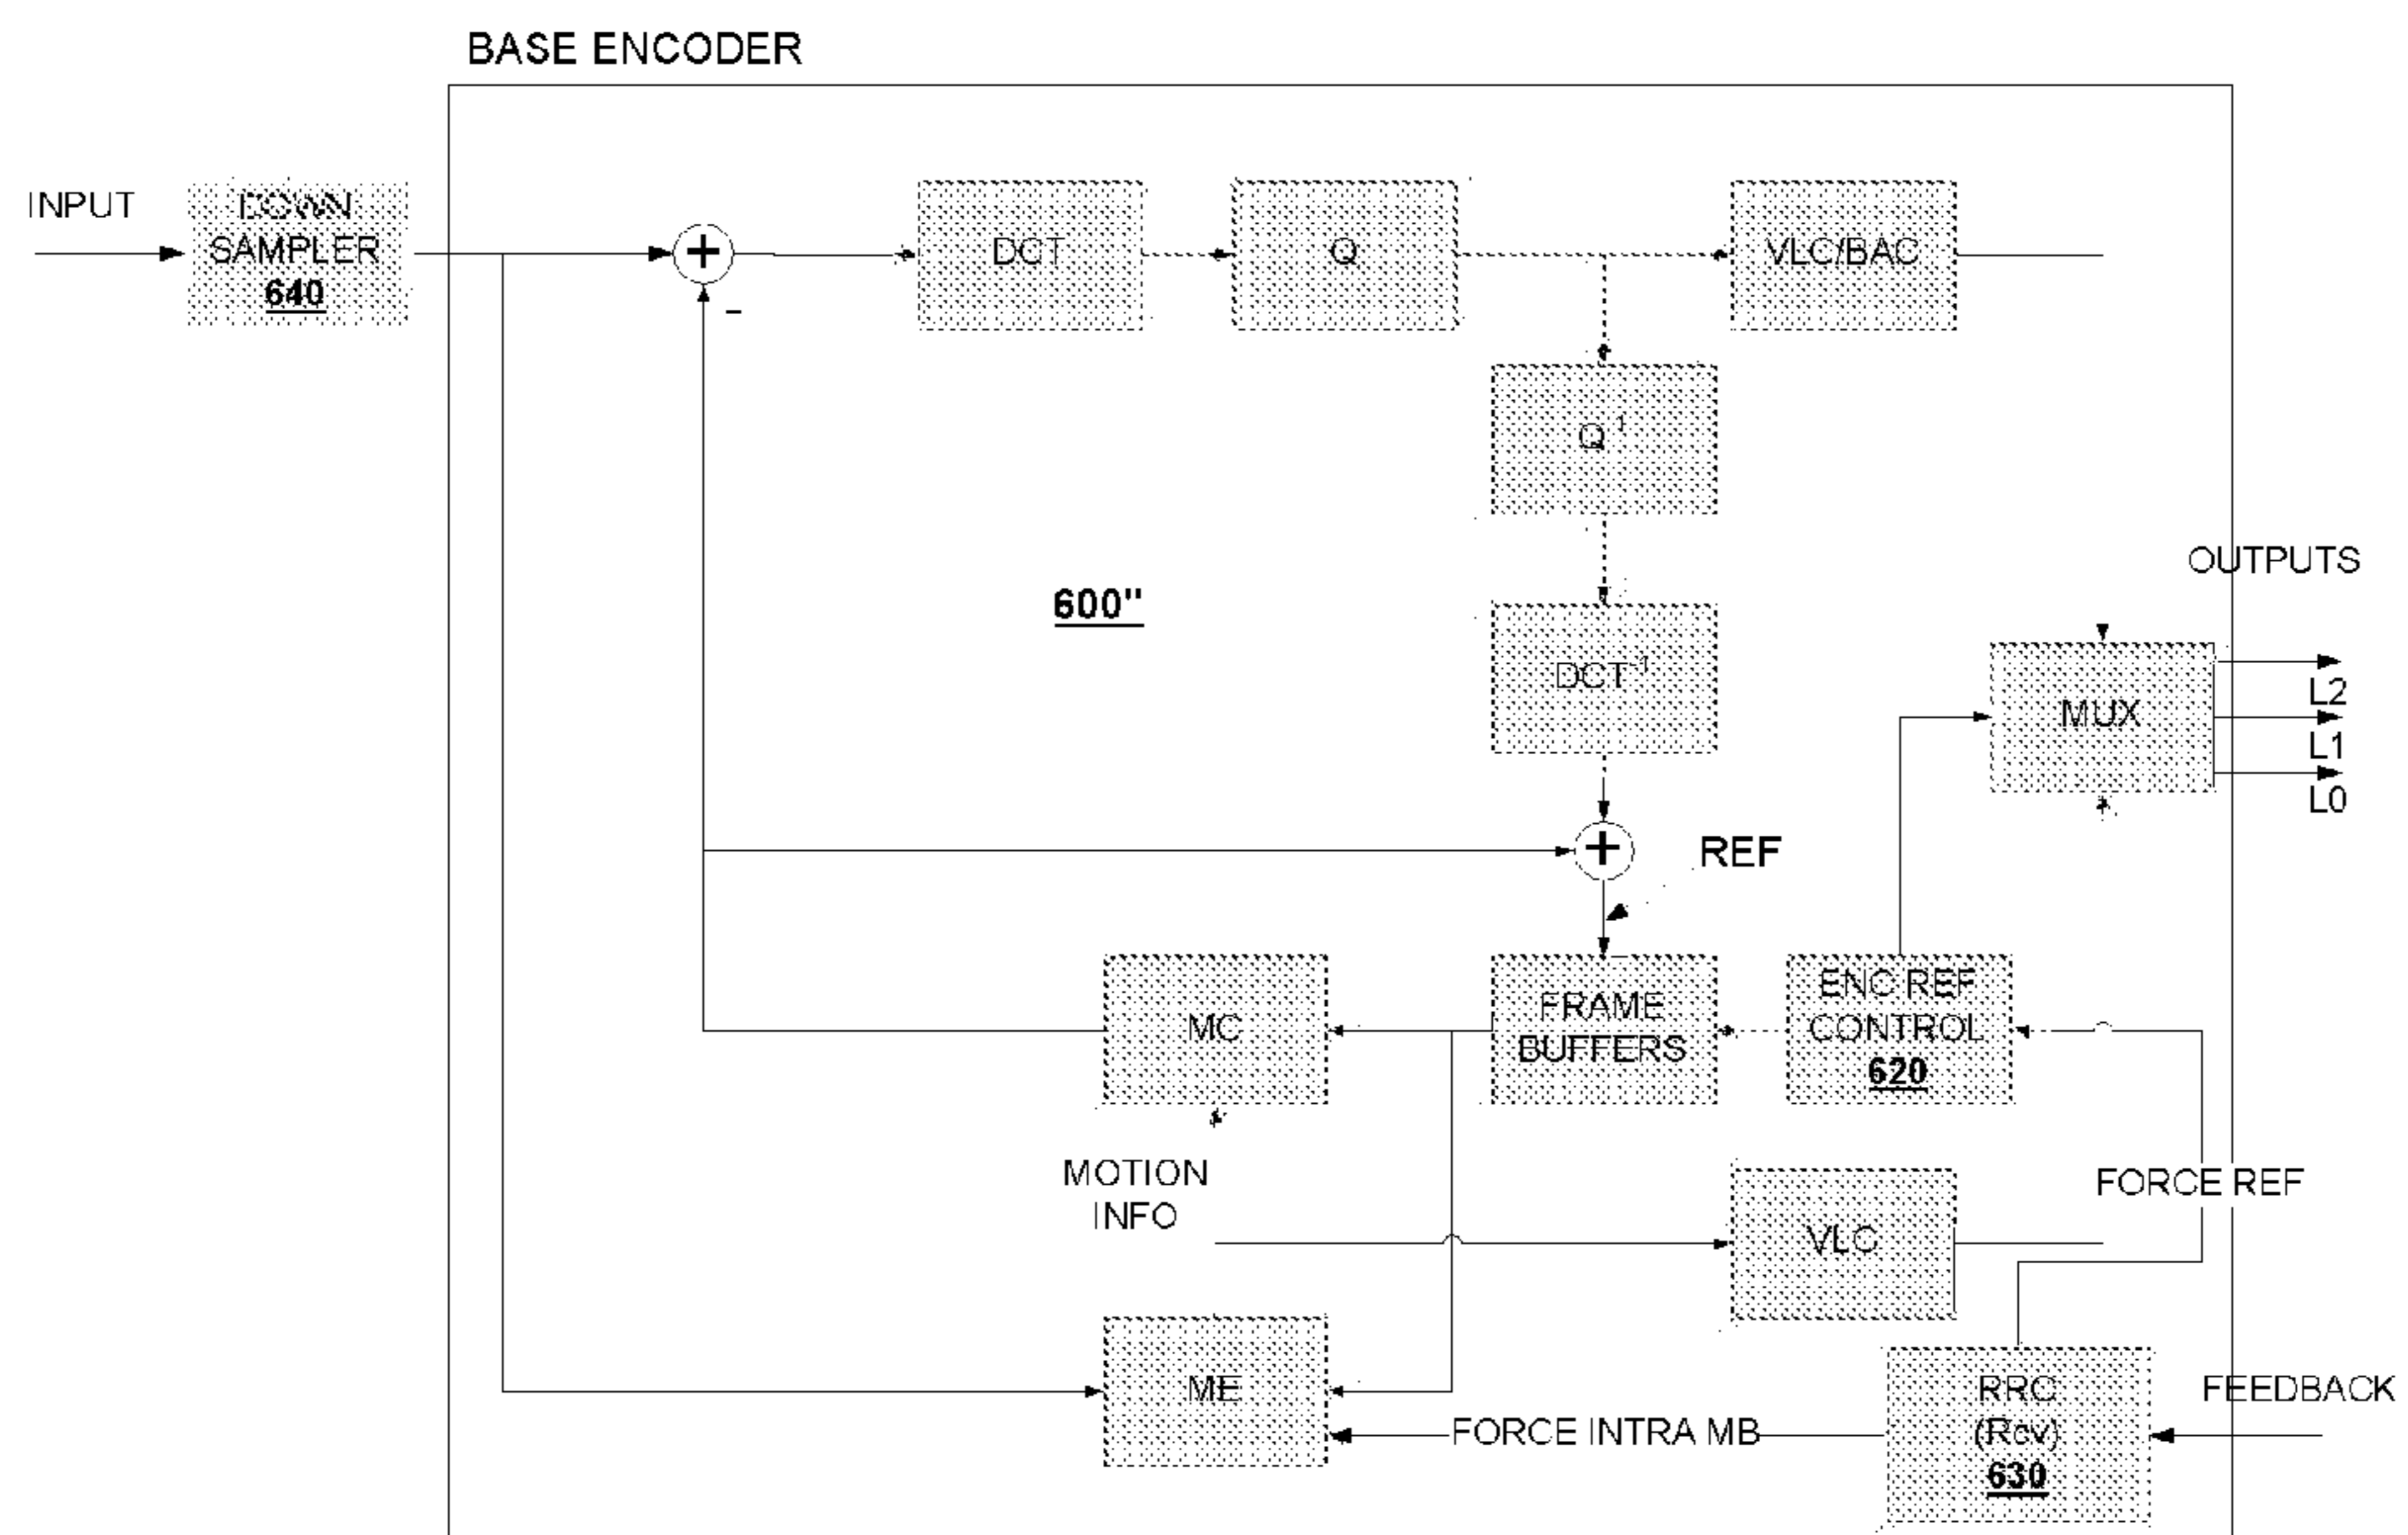 BASE ENCODER
INPUT
DOWN
SAMPLER
640
+
-
DCT
Q
VLC/BAC
Q-1
600"
DCT-1
OUTPUTS
MUX
L2
L1
L0
+
REF
MC
FRAME
BUFFERS
ENC REF
CONTROL
620
MOTION
INFO
VLC
FORCE REF
ME
FORCE INTRA MB
RRC
(Rcv)
630
FEEDBACK